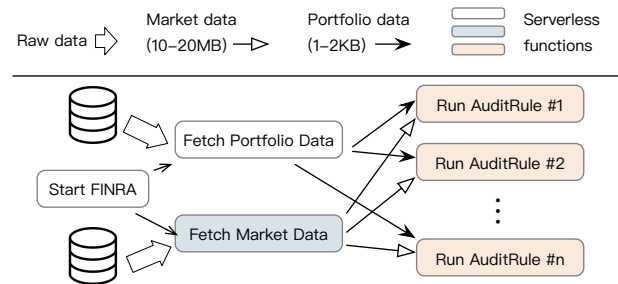 Raw data
Market data
(10–20MB)
Portfolio data
(1–2KB)
Serverless
functions
Run AuditRule #1
Fetch Portfolio Data
Run AuditRule #2
Start FINRA
Fetch Market Data
Run AuditRule #n